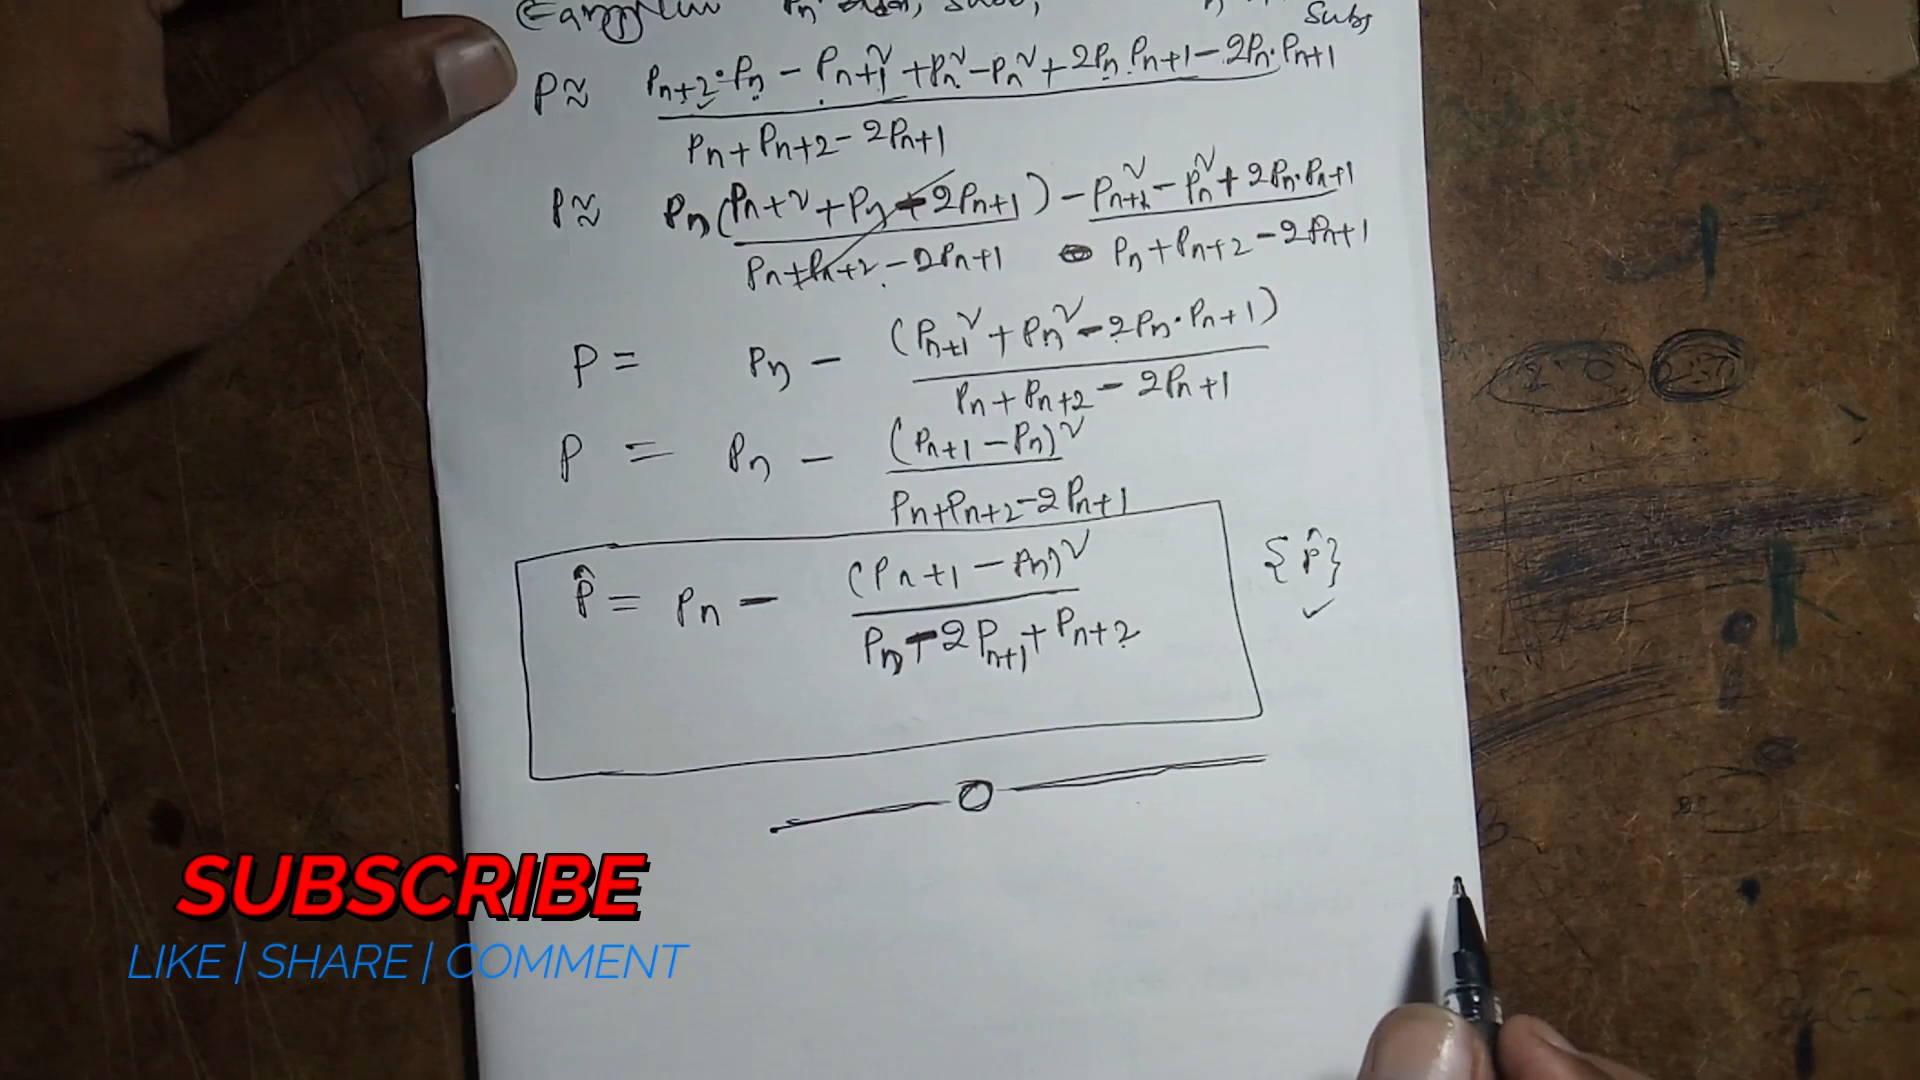 Pn Subs
P≈ Pn+2·Pn − Pn+1² + Pn² − Pn² + 2Pn·Pn+1 − 2Pn·Pn+1
Pn + Pn+2 − 2Pn+1
P≈ Pn(Pn+2 + Pn − 2Pn+1) − Pn+1² − Pn² + 2Pn·Pn+1
Pn + Pn+2 − 2Pn+1 Pn + Pn+2 − 2Pn+1
P = Pn − (Pn+1² + Pn² − 2Pn·Pn+1)
Pn + Pn+2 − 2Pn+1
P = Pn − (Pn+1 − Pn)²
Pn + Pn+2 − 2Pn+1
P̂ = Pn − (Pn+1 − Pn)² {P̂}
Pn − 2Pn+1 + Pn+2
SUBSCRIBE
LIKE | SHARE | COMMENT